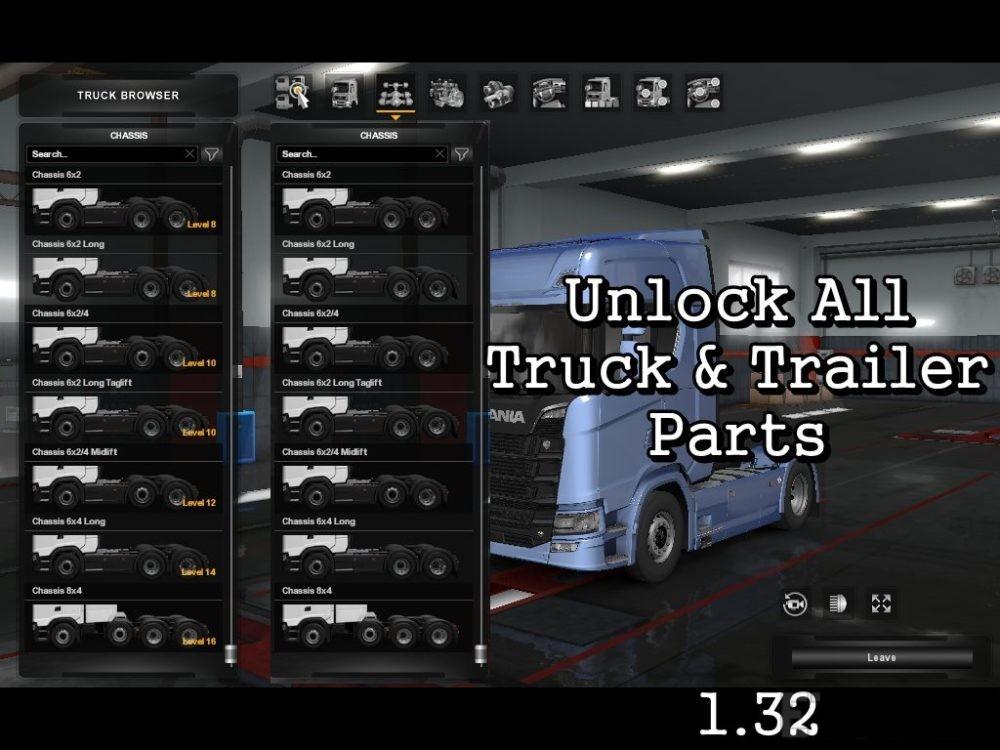 TRUCK BROWSER
CHASSIS
Search...
Chassis 6x2
Level 8
Chassis 6x2 Long
Level 8
Chassis 6x2/4
Level 10
Chassis 6x2 Long Taglift
Level 10
Chassis 6x2/4 Midlift
Level 12
Chassis 6x4 Long
Level 14
Chassis 8x4
Level 16
CHASSIS
Search...
Chassis 6x2
Chassis 6x2 Long
Chassis 6x2/4
Chassis 6x2 Long Taglift
Chassis 6x2/4 Midlift
Chassis 6x4 Long
Chassis 8x4
Unlock All
Truck & Trailer
Parts
ANIA
Leave
1.32